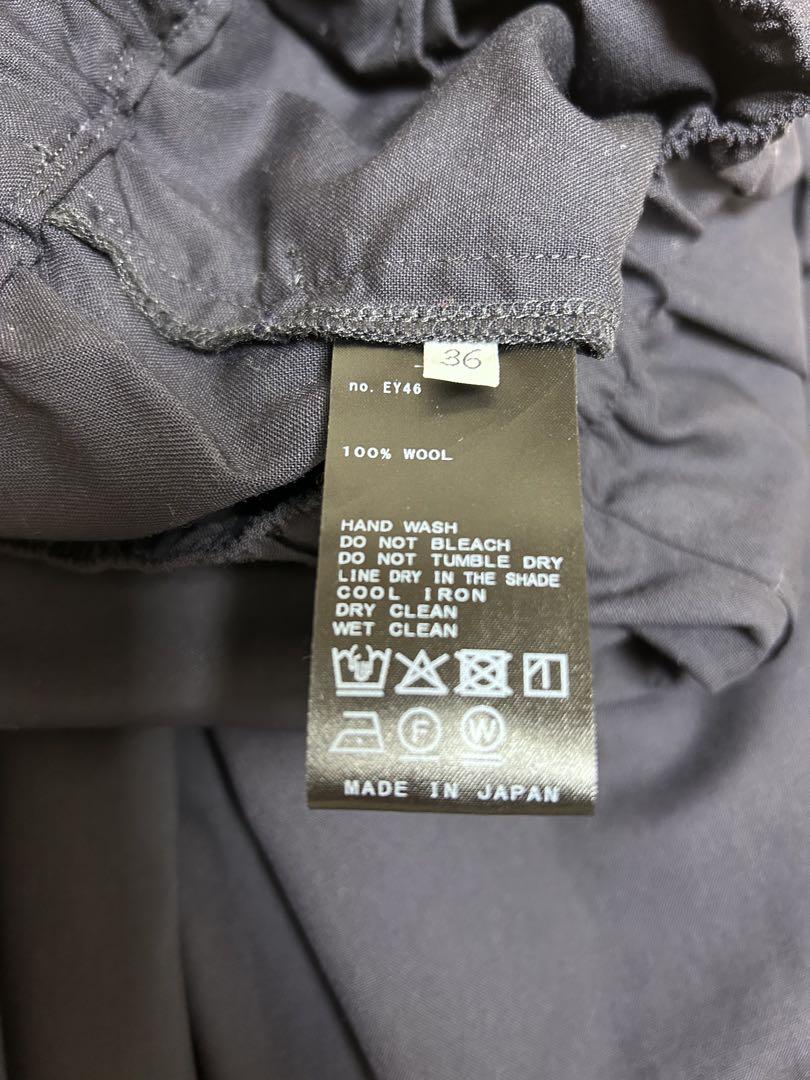 36
no. EY46
100% WOOL
HAND WASH
DO NOT BLEACH
DO NOT TUMBLE DRY
LINE DRY IN THE SHADE
COOL IRON
DRY CLEAN
WET CLEAN
F W
MADE IN JAPAN